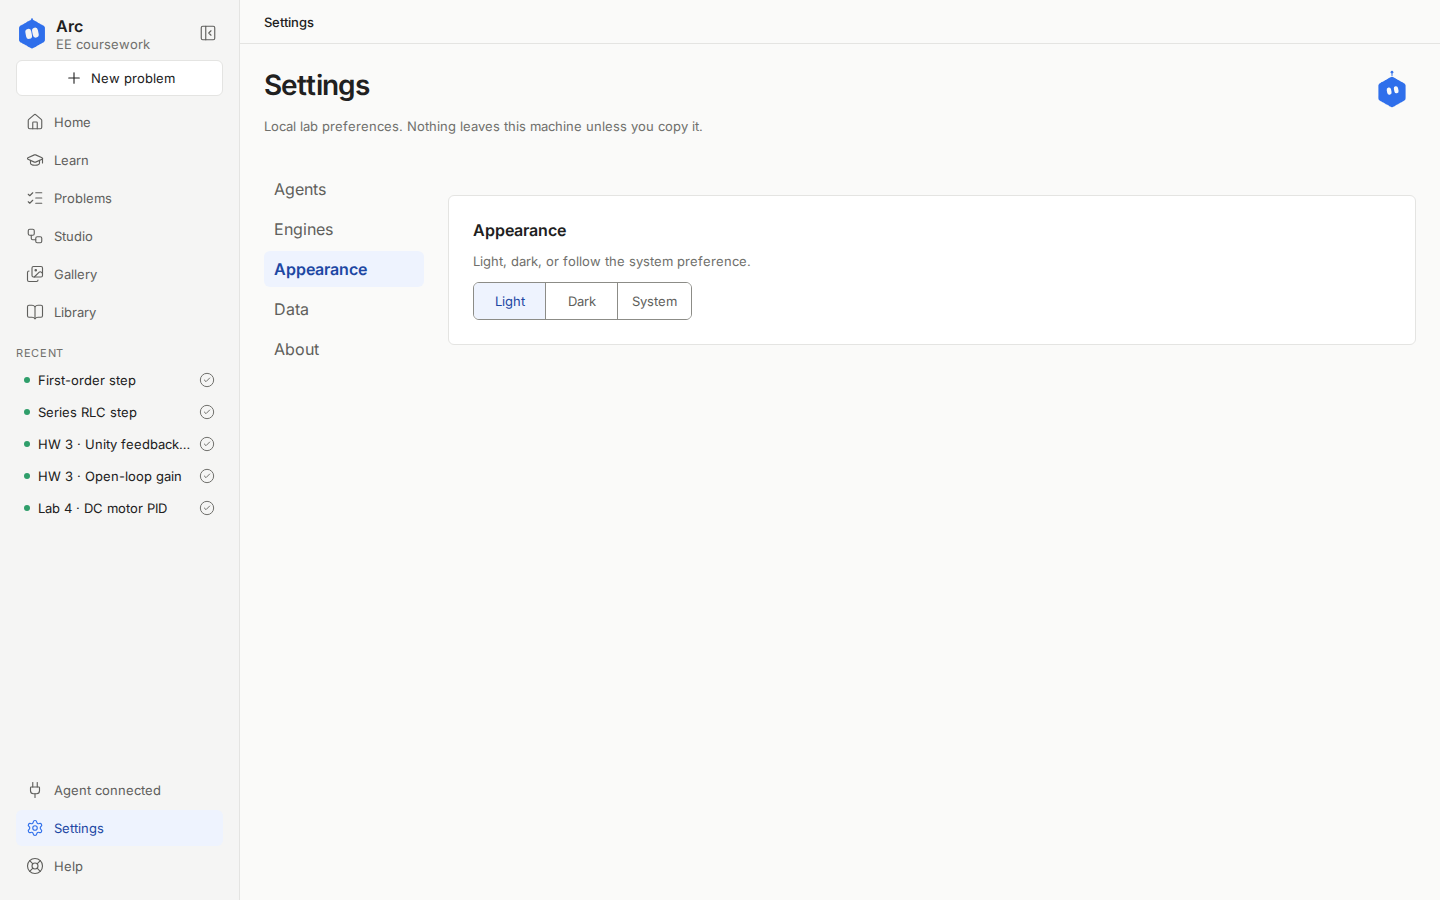 Arc
EE coursework
New problem
Home
Learn
Problems
Studio
Gallery
Library
RECENT
First-order step
Series RLC step
HW 3 · Unity feedback...
HW 3 · Open-loop gain
Lab 4 · DC motor PID
Agent connected
Settings
Help
Settings
Settings
Local lab preferences. Nothing leaves this machine unless you copy it.
Agents
Engines
Appearance
Data
About
Appearance
Light, dark, or follow the system preference.
Light Dark System